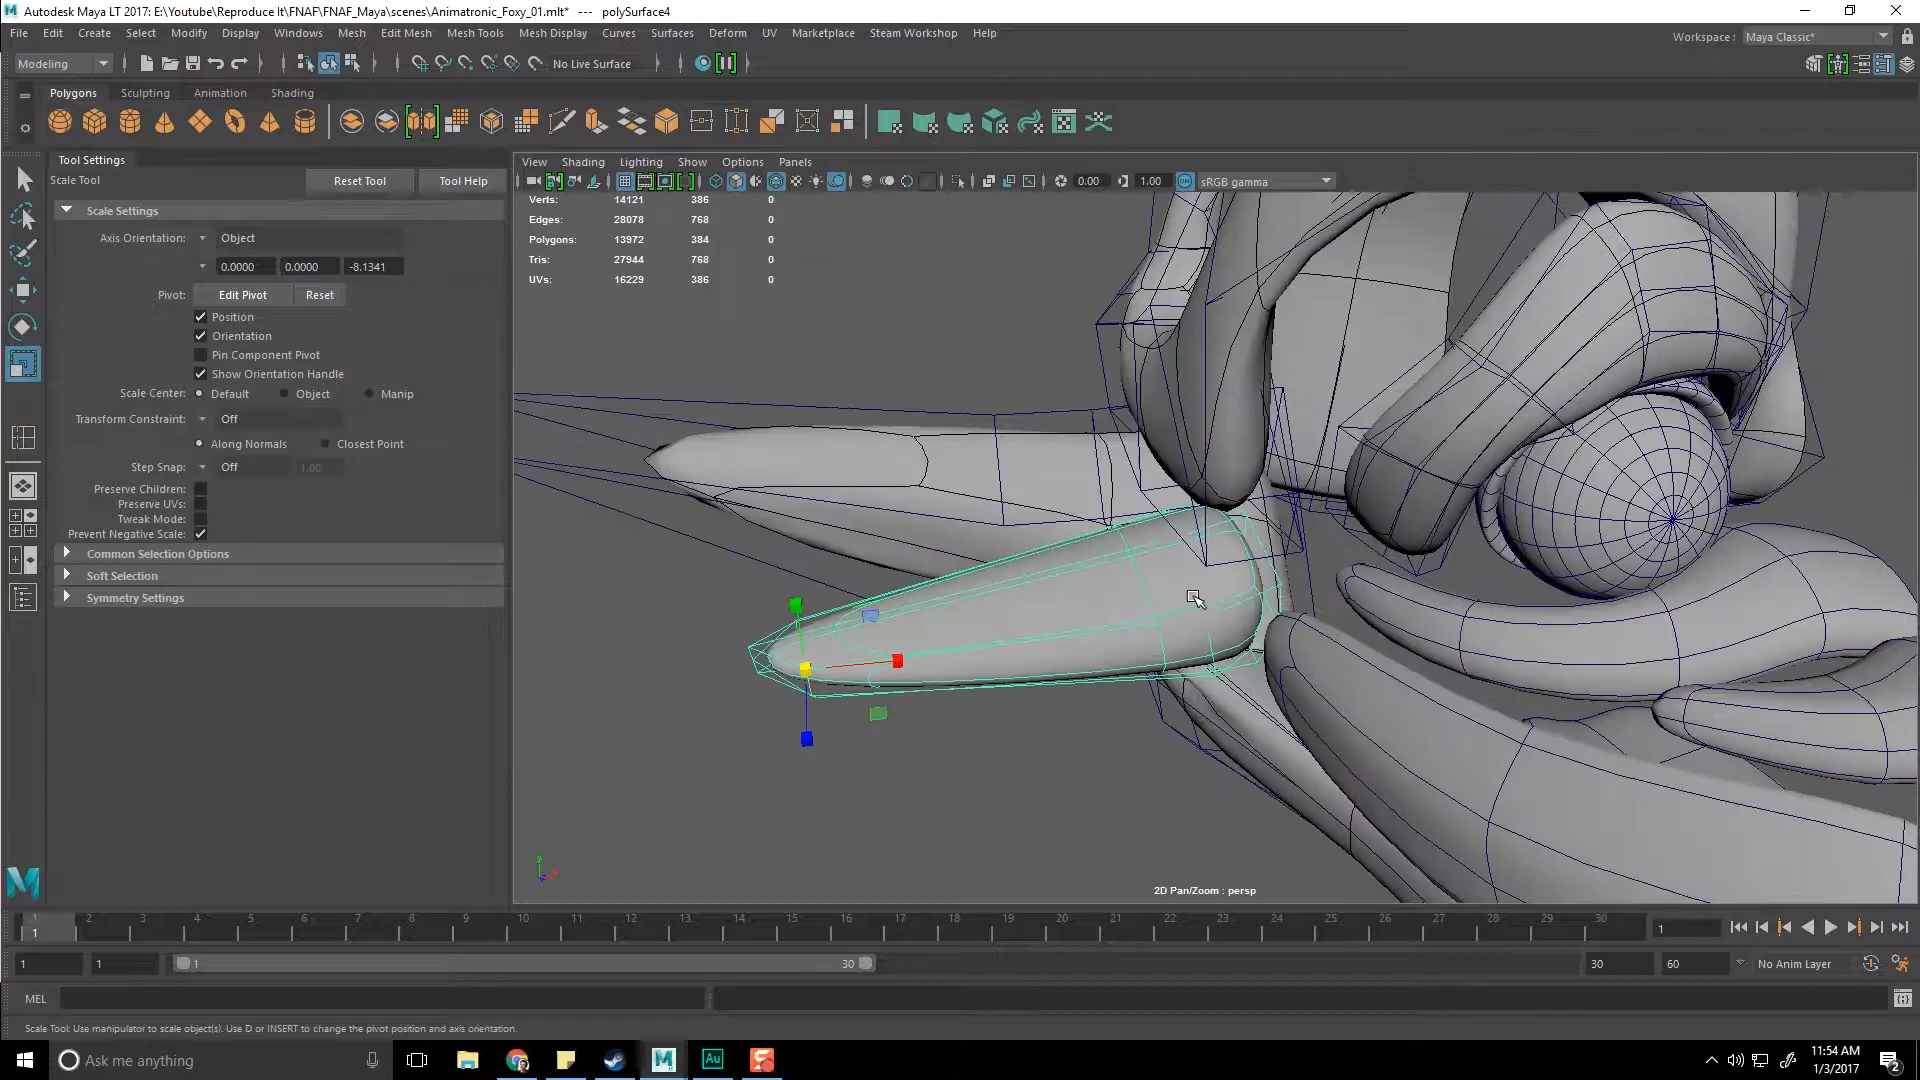 Autodesk Maya LT 2017: E:\Youtube\Reproduce It\FNAF\FNAF_Maya\scenes\Animatronic_Foxy_01.mlt*   ---   polySurface4
File Edit Create Select Modify Display Windows Mesh Edit Mesh Mesh Tools Mesh Display Curves Surfaces Deform UV Marketplace Steam Workshop Help
Workspace : Maya Classic*
Modeling No Live Surface
Polygons Sculpting Animation Shading
Tool Settings
Scale Tool Reset Tool Tool Help
View Shading Lighting Show Options Panels
0.00 1.00 ON sRGB gamma
Scale Settings
Axis Orientation: Object
0.0000 0.0000 -8.1341
Pivot: Edit Pivot Reset
Position
Orientation
Pin Component Pivot
Show Orientation Handle
Scale Center: Default Object Manip
Transform Constraint: Off
Along Normals Closest Point
Step Snap: Off 1.00
Preserve Children:
Preserve UVs:
Tweak Mode:
Prevent Negative Scale:
Common Selection Options
Soft Selection
Symmetry Settings
Verts: 14121 386 0
Edges: 28078 768 0
Polygons: 13972 384 0
Tris: 27944 768 0
UVs: 16229 386 0
2D Pan/Zoom : persp
1 2 3 4 5 6 7 8 9 10 11 12 13 14 15 16 17 18 19 20 21 22 23 24 25 26 27 28 29 30
1 1
1 1 1 30 30 60 No Anim Layer
MEL
Scale Tool: Use manipulator to scale object(s). Use D or INSERT to change the pivot position and axis orientation.
Ask me anything
Au
11:54 AM
1/3/2017
2